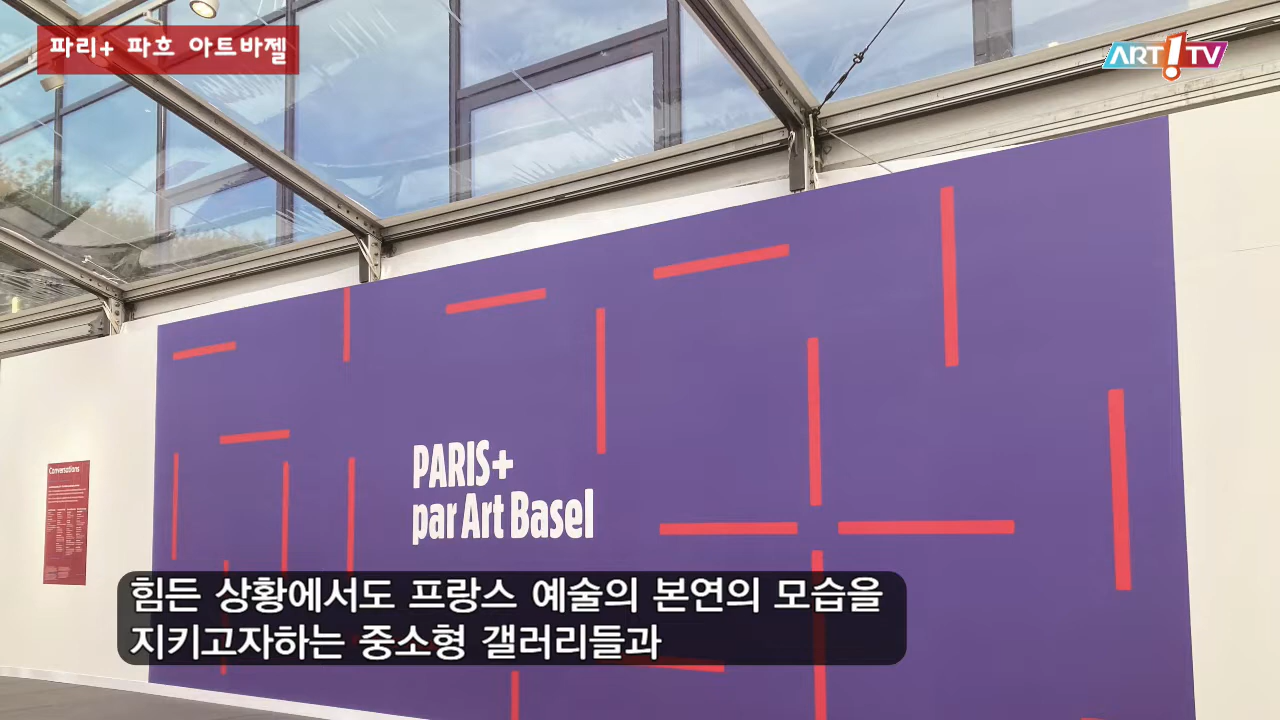 파리+ 파흐 아트바젤
ART!TV
Conversations
PARIS+
par Art Basel
힘든 상황에서도 프랑스 예술의 본연의 모습을
지키고자하는 중소형 갤러리들과